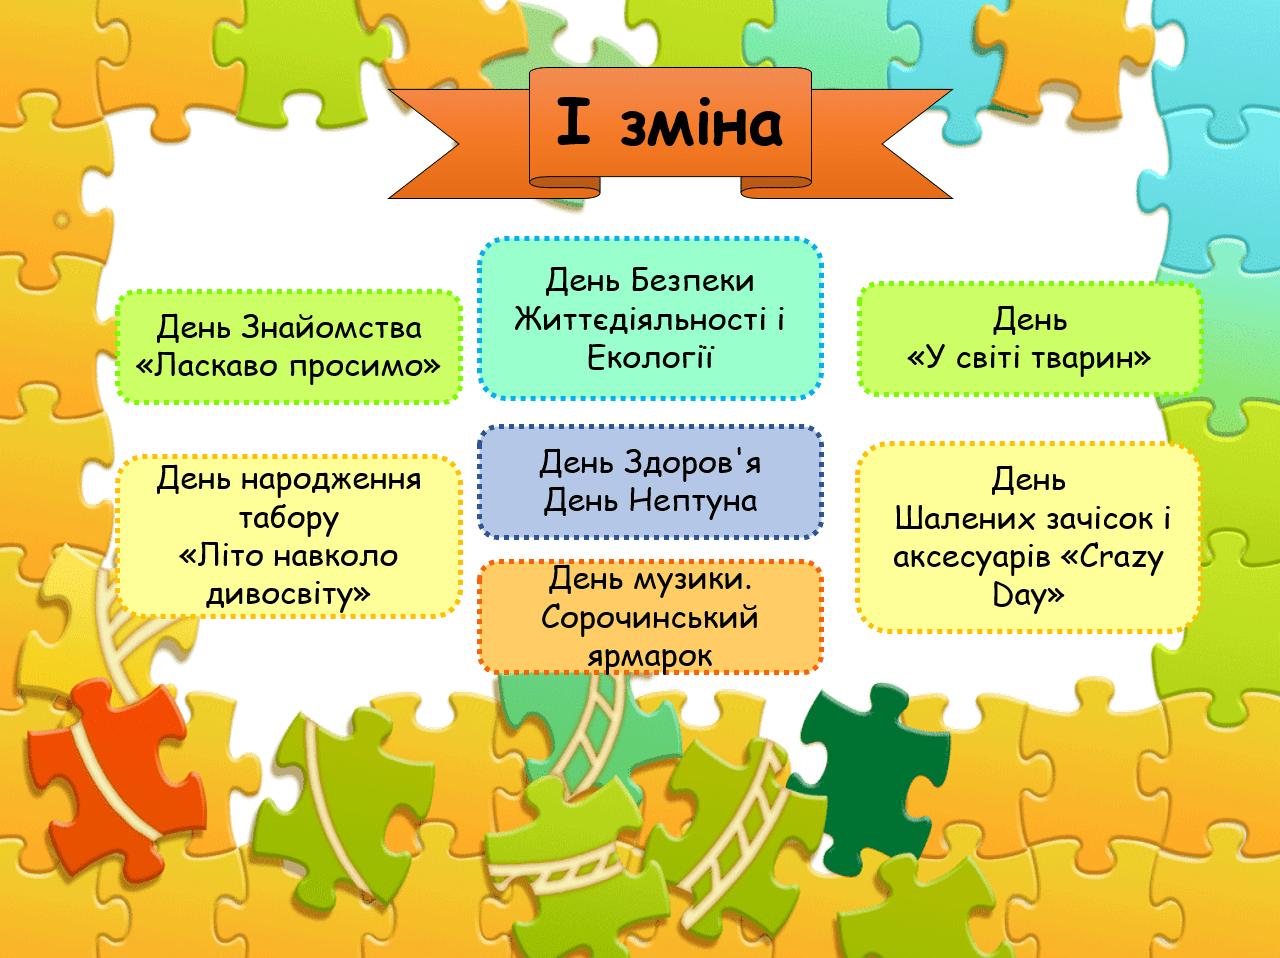 І зміна
День Знайомства
«Ласкаво просимо»
День народження
табору
«Літо навколо
дивосвіту»
День Безпеки
Життєдіяльності і
Екології
День Здоров'я
День Нептуна
День музики.
Сорочинський
ярмарок
День
«У світі тварин»
День
Шалених зачісок і
аксесуарів «Crazy
Day»